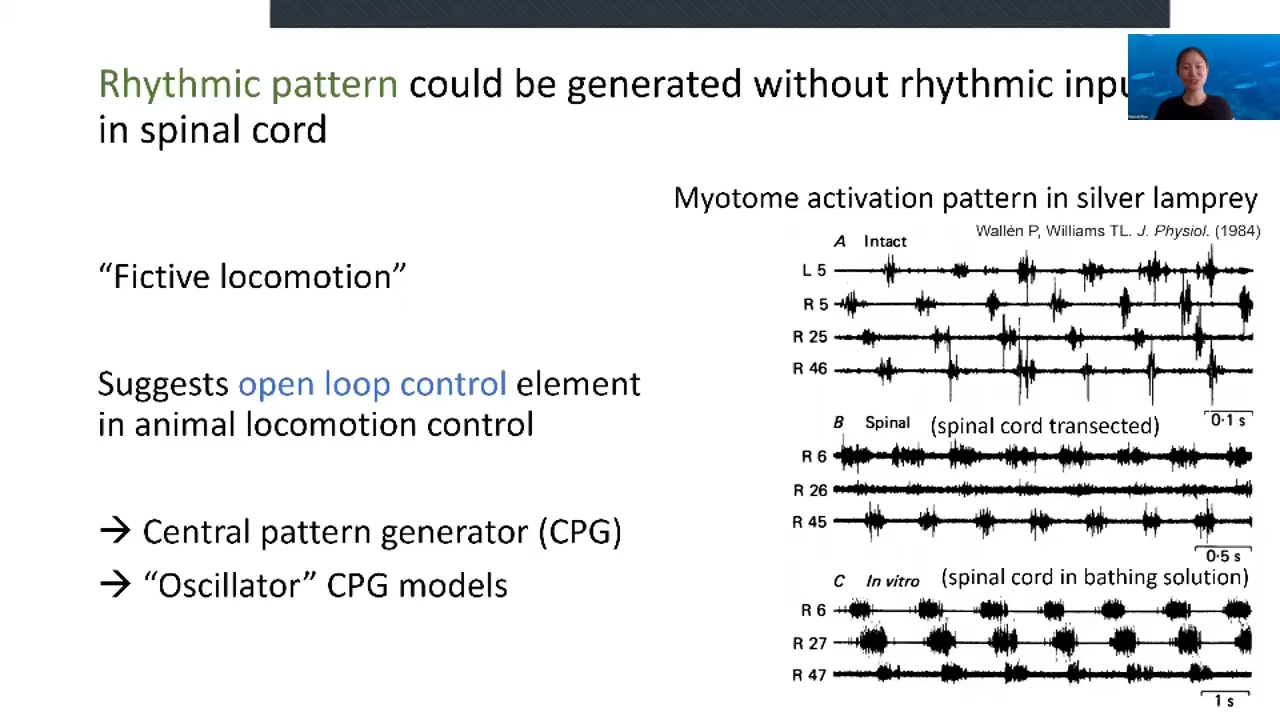 Rhythmic pattern could be generated without rhythmic inpu
in spinal cord
"Fictive locomotion"
Suggests open loop control element
in animal locomotion control
→ Central pattern generator (CPG)
→ "Oscillator" CPG models
Myotome activation pattern in silver lamprey
Wallén P, Williams TL. J. Physiol. (1984)
A Intact
L 5
R 5
R 25
R 46
0·1 s
B Spinal (spinal cord transected)
R 6
R 26
R 45
0·5 s
C In vitro (spinal cord in bathing solution)
R 6
R 27
R 47
1 s